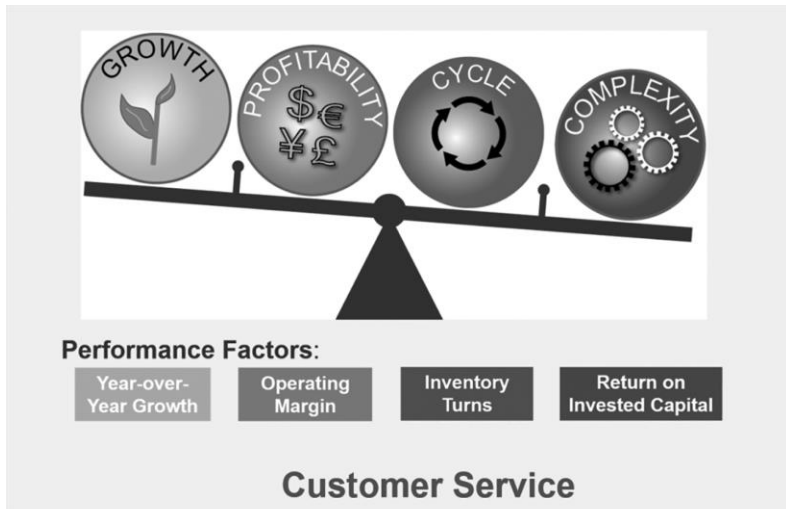 GROWTH
PROFITABILITY
$ €
¥ £
CYCLE
COMPLEXITY
Performance Factors:
Year-over-
Year Growth
Operating
Margin
Inventory
Turns
Return on
Invested Capital
Customer Service